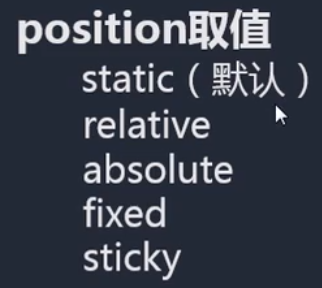 position取值
static（默认）
relative
absolute
fixed
sticky